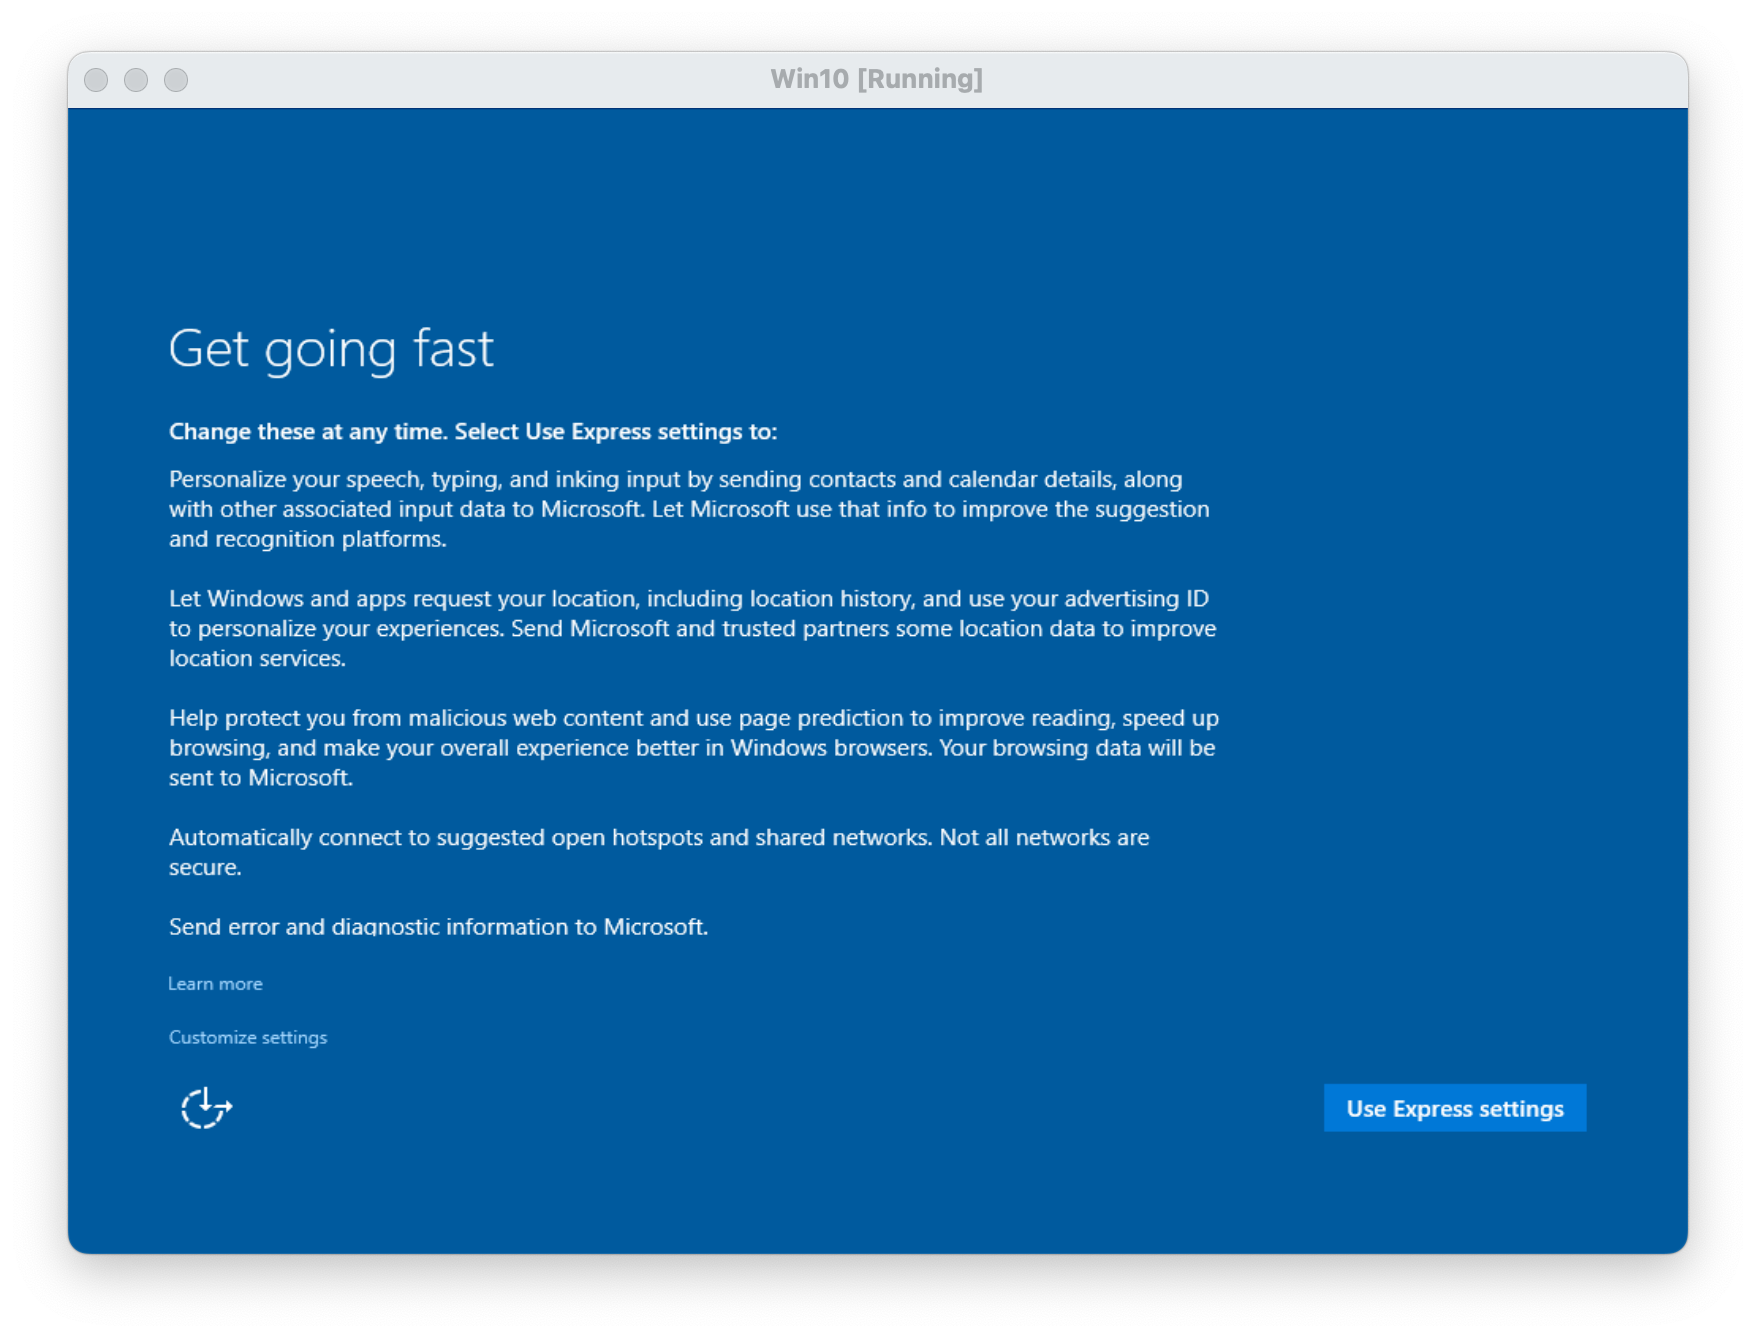 Win10 [Running]
Get going fast
Change these at any time. Select Use Express settings to:
Personalize your speech, typing, and inking input by sending contacts and calendar details, along
with other associated input data to Microsoft. Let Microsoft use that info to improve the suggestion
and recognition platforms.
Let Windows and apps request your location, including location history, and use your advertising ID
to personalize your experiences. Send Microsoft and trusted partners some location data to improve
location services.
Help protect you from malicious web content and use page prediction to improve reading, speed up
browsing, and make your overall experience better in Windows browsers. Your browsing data will be
sent to Microsoft.
Automatically connect to suggested open hotspots and shared networks. Not all networks are
secure.
Send error and diagnostic information to Microsoft.
Learn more
Customize settings
Use Express settings